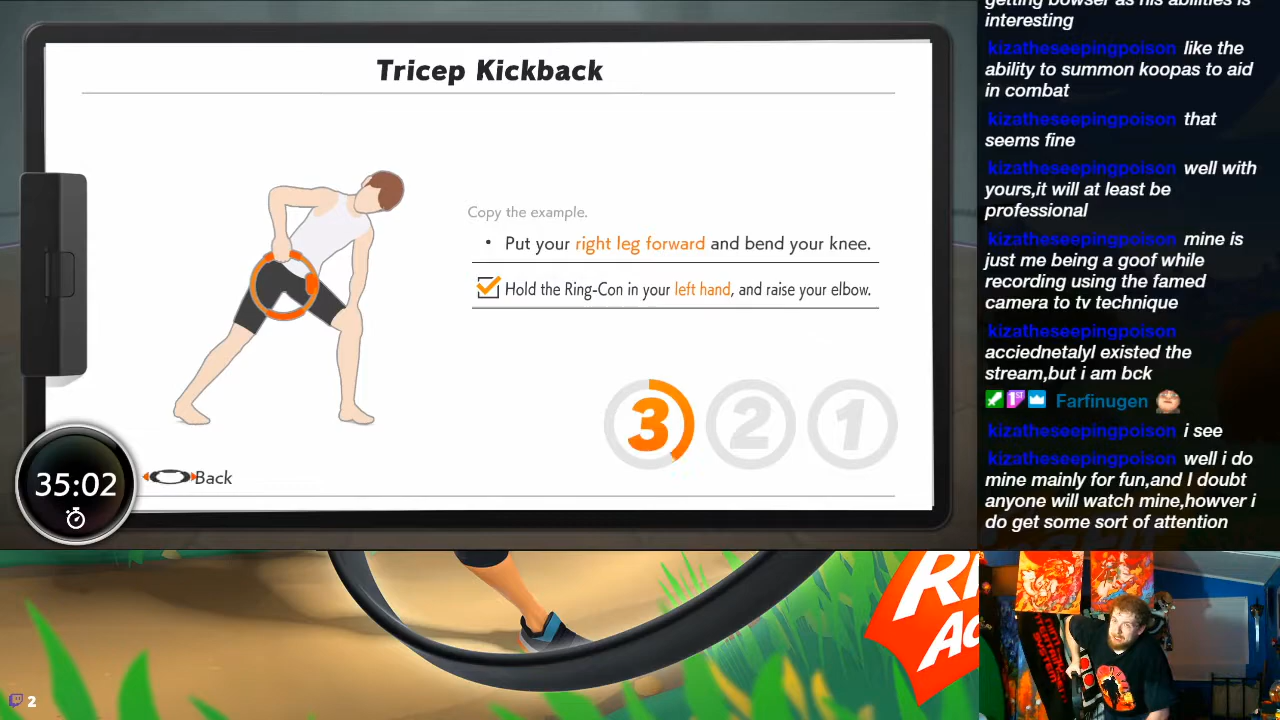 Tricep Kickback
Copy the example.
• Put your right leg forward and bend your knee.
Hold the Ring-Con in your left hand, and raise your elbow.
3 2 1
35:02
Back
getting bowser as his abilities is
interesting
kizatheseepingpoison like the
ability to summon koopas to aid
in combat
kizatheseepingpoison that
seems fine
kizatheseepingpoison well with
yours,it will at least be
professional
kizatheseepingpoison mine is
just me being a goof while
recording using the famed
camera to tv technique
kizatheseepingpoison
acciednetalyl existed the
stream,but i am bck
1ST Farfinugen
kizatheseepingpoison i see
kizatheseepingpoison well i do
mine mainly for fun,and I doubt
anyone will watch mine,howver i
do get some sort of attention
2